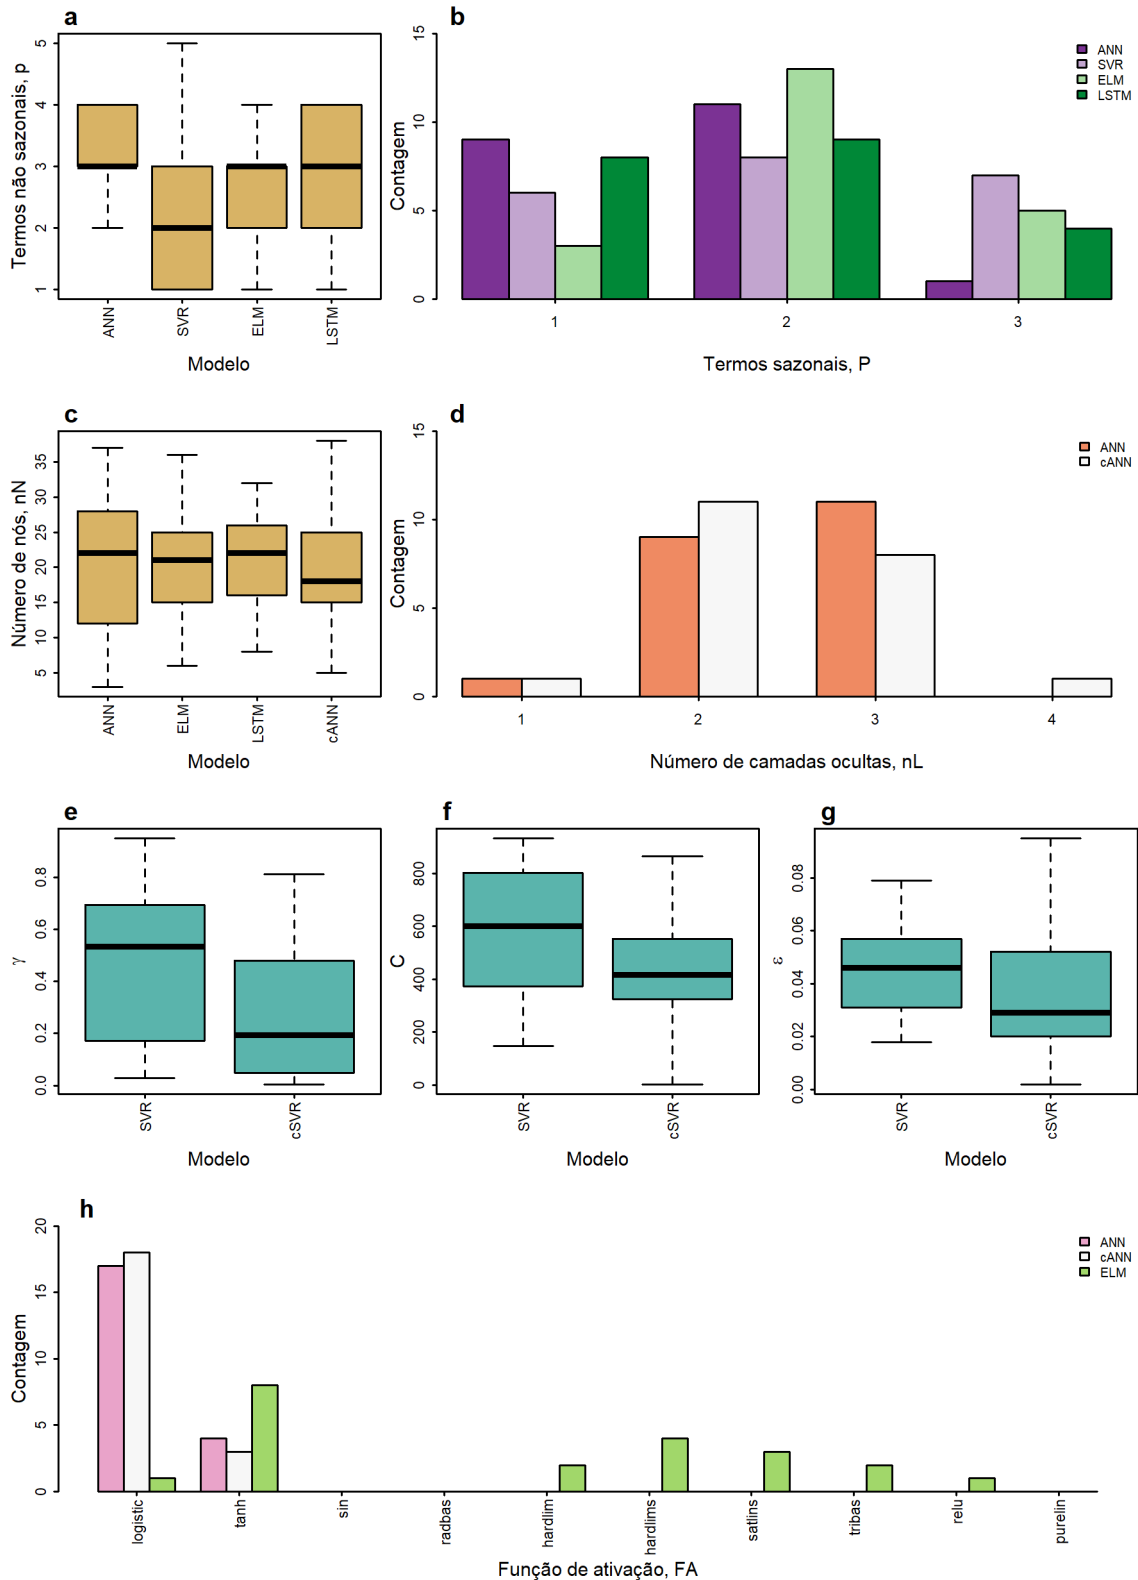 a
Termos não sazonais, p
5
4
3
2
1
ANN
SVR
ELM
LSTM
Modelo
b
Contagem
15
10
5
0
1
2
3
Termos sazonais, P
ANN
SVR
ELM
LSTM
c
Número de nós, nN
35
30
25
20
15
10
5
ANN
ELM
LSTM
cANN
Modelo
d
Contagem
15
10
5
0
1
2
3
4
Número de camadas ocultas, nL
ANN
cANN
e
γ
0.8
0.6
0.4
0.2
0.0
SVR
cSVR
Modelo
f
C
800
600
400
200
0
SVR
cSVR
Modelo
g
ε
0.08
0.06
0.04
0.02
0.00
SVR
cSVR
Modelo
h
Contagem
20
15
10
5
0
logistic
tanh
sin
radbas
hardlim
hardlims
satlins
tribas
relu
purelin
Função de ativação, FA
ANN
cANN
ELM